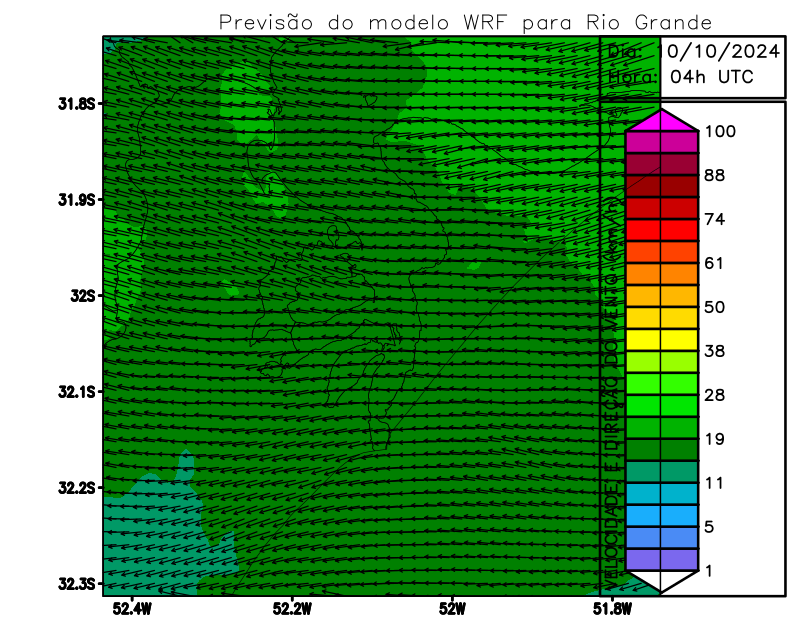 Previsão do modelo WRF para Rio Grande
Dia: 10/10/2024
Hora: 04h UTC
31.8S
31.9S
32S
32.1S
32.2S
32.3S
52.4W
52.2W
52W
51.8W
100
88
74
61
50
38
28
19
11
5
1
VELOCIDADE E DIREÇÃO DO VENTO (km/h)